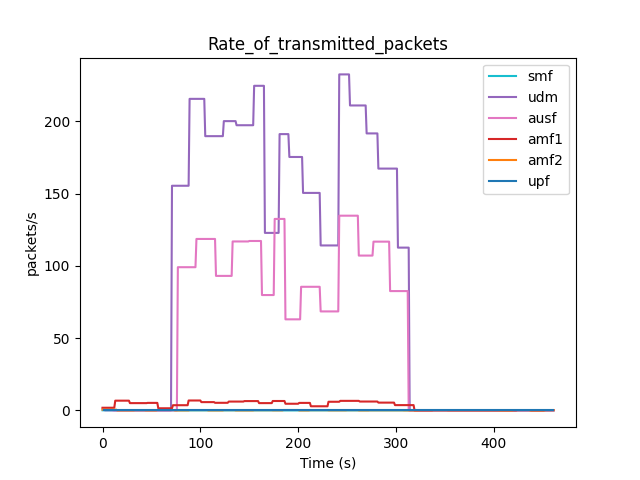 Rate_of_transmitted_packets
packets/s
200
150
100
50
0
smf
udm
ausf
amf1
amf2
upf
0 100 200 300 400
Time (s)